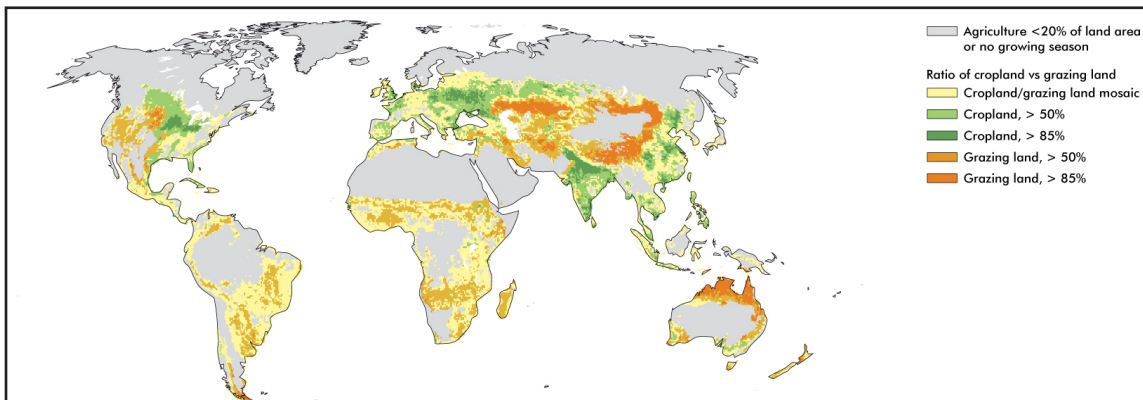 Agriculture <20% of land area
or no growing season
Ratio of cropland vs grazing land
Cropland/grazing land mosaic
Cropland, > 50%
Cropland, > 85%
Grazing land, > 50%
Grazing land, > 85%